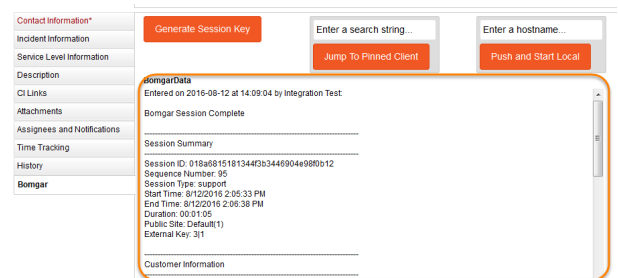 Contact Information*
Incident Information
Service Level Information
Description
CI Links
Attachments
Assignees and Notifications
Time Tracking
History
Bomgar
Generate Session Key
Enter a search string...
Jump To Pinned Client
Enter a hostname...
Push and Start Local
BomgarData
Entered on 2016-08-12 at 14:09:04 by Integration Test:
Bomgar Session Complete
Session Summary
Session ID: 018a6815181344f3b3446904e98f0b12
Sequence Number: 95
Session Type: support
Start Time: 8/12/2016 2:05:33 PM
End Time: 8/12/2016 2:06:38 PM
Duration: 00:01:05
Public Site: Default(1)
External Key: 3|1
Customer Information